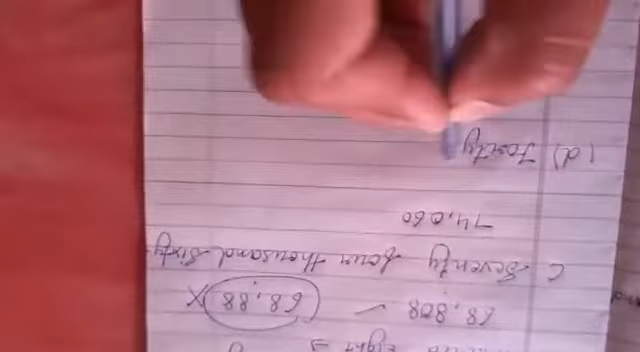 eight =
68,808 ✓ (68,88) X
C Seventy four thousand Sixty
74,060
(d) Forty